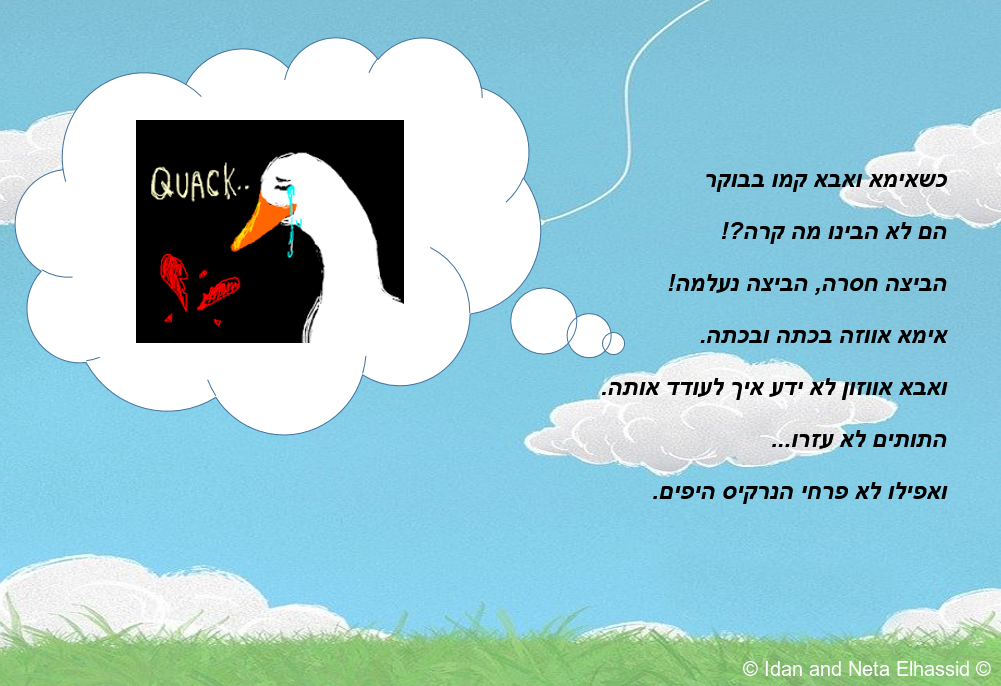 QUACK..
כשאימא ואבא קמו בבוקר
הם לא הבינו מה קרה?!
הביצה חסרה, הביצה נעלמה!
אימא אווזה בכתה ובכתה.
ואבא אווזון לא ידע איך לעודד אותה.
התותים לא עזרו...
ואפילו לא פרחי הנרקיס היפים.
© Idan and Neta Elhassid ©